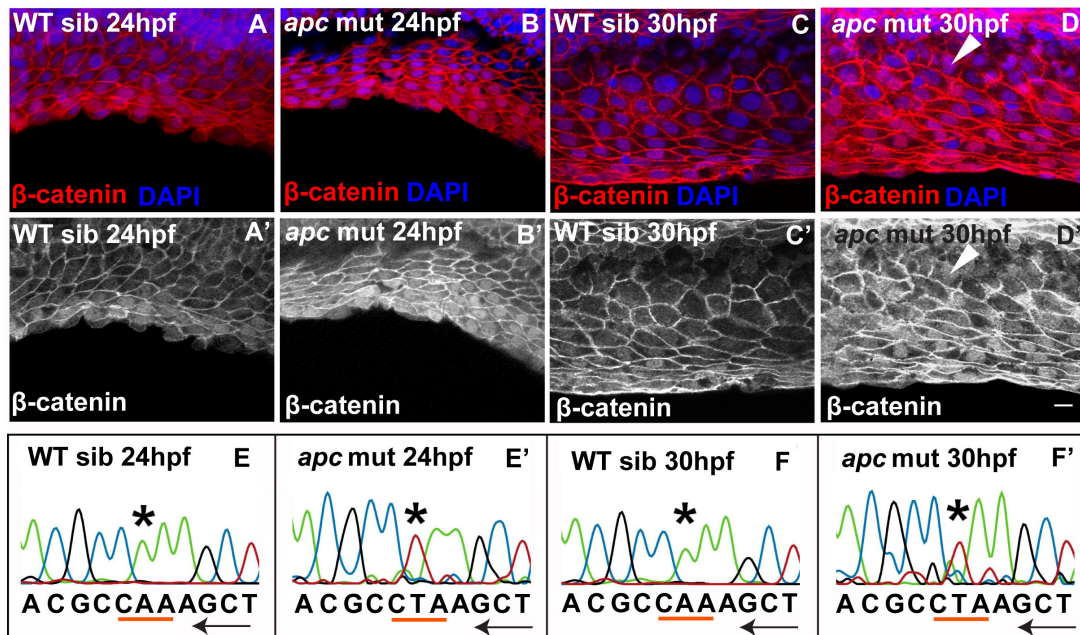 WT sib 24hpf A
apc mut 24hpf B
WT sib 30hpf C
apc mut 30hpf D
β-catenin DAPI
β-catenin DAPI
β-catenin DAPI
β-catenin DAPI
WT sib 24hpf A'
apc mut 24hpf B'
WT sib 30hpf C'
apc mut 30hpf D'
β-catenin
β-catenin
β-catenin
β-catenin
WT sib 24hpf E
apc mut 24hpf E'
WT sib 30hpf F
apc mut 30hpf F'
*
*
*
*
A C G C C A A A G C T
A C G C C T A A G C T
A C G C C A A A G C T
A C G C C T A A G C T